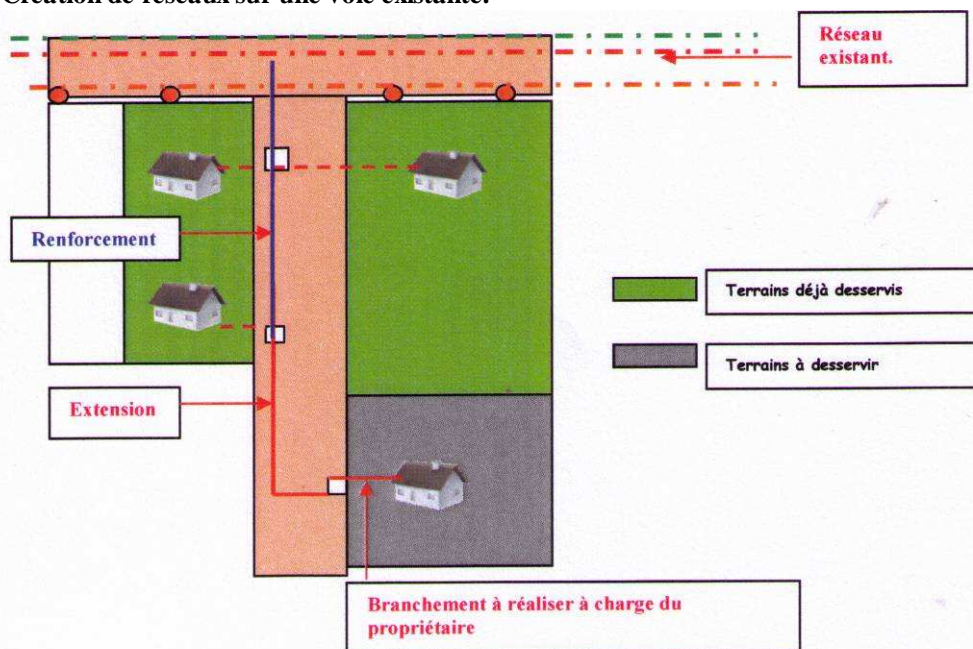 Création de réseaux sur une voie existante.
Réseau
existant.
Renforcement
Terrains déjà desservis
Terrains à desservir
Extension
Branchement à réaliser à charge du
propriétaire